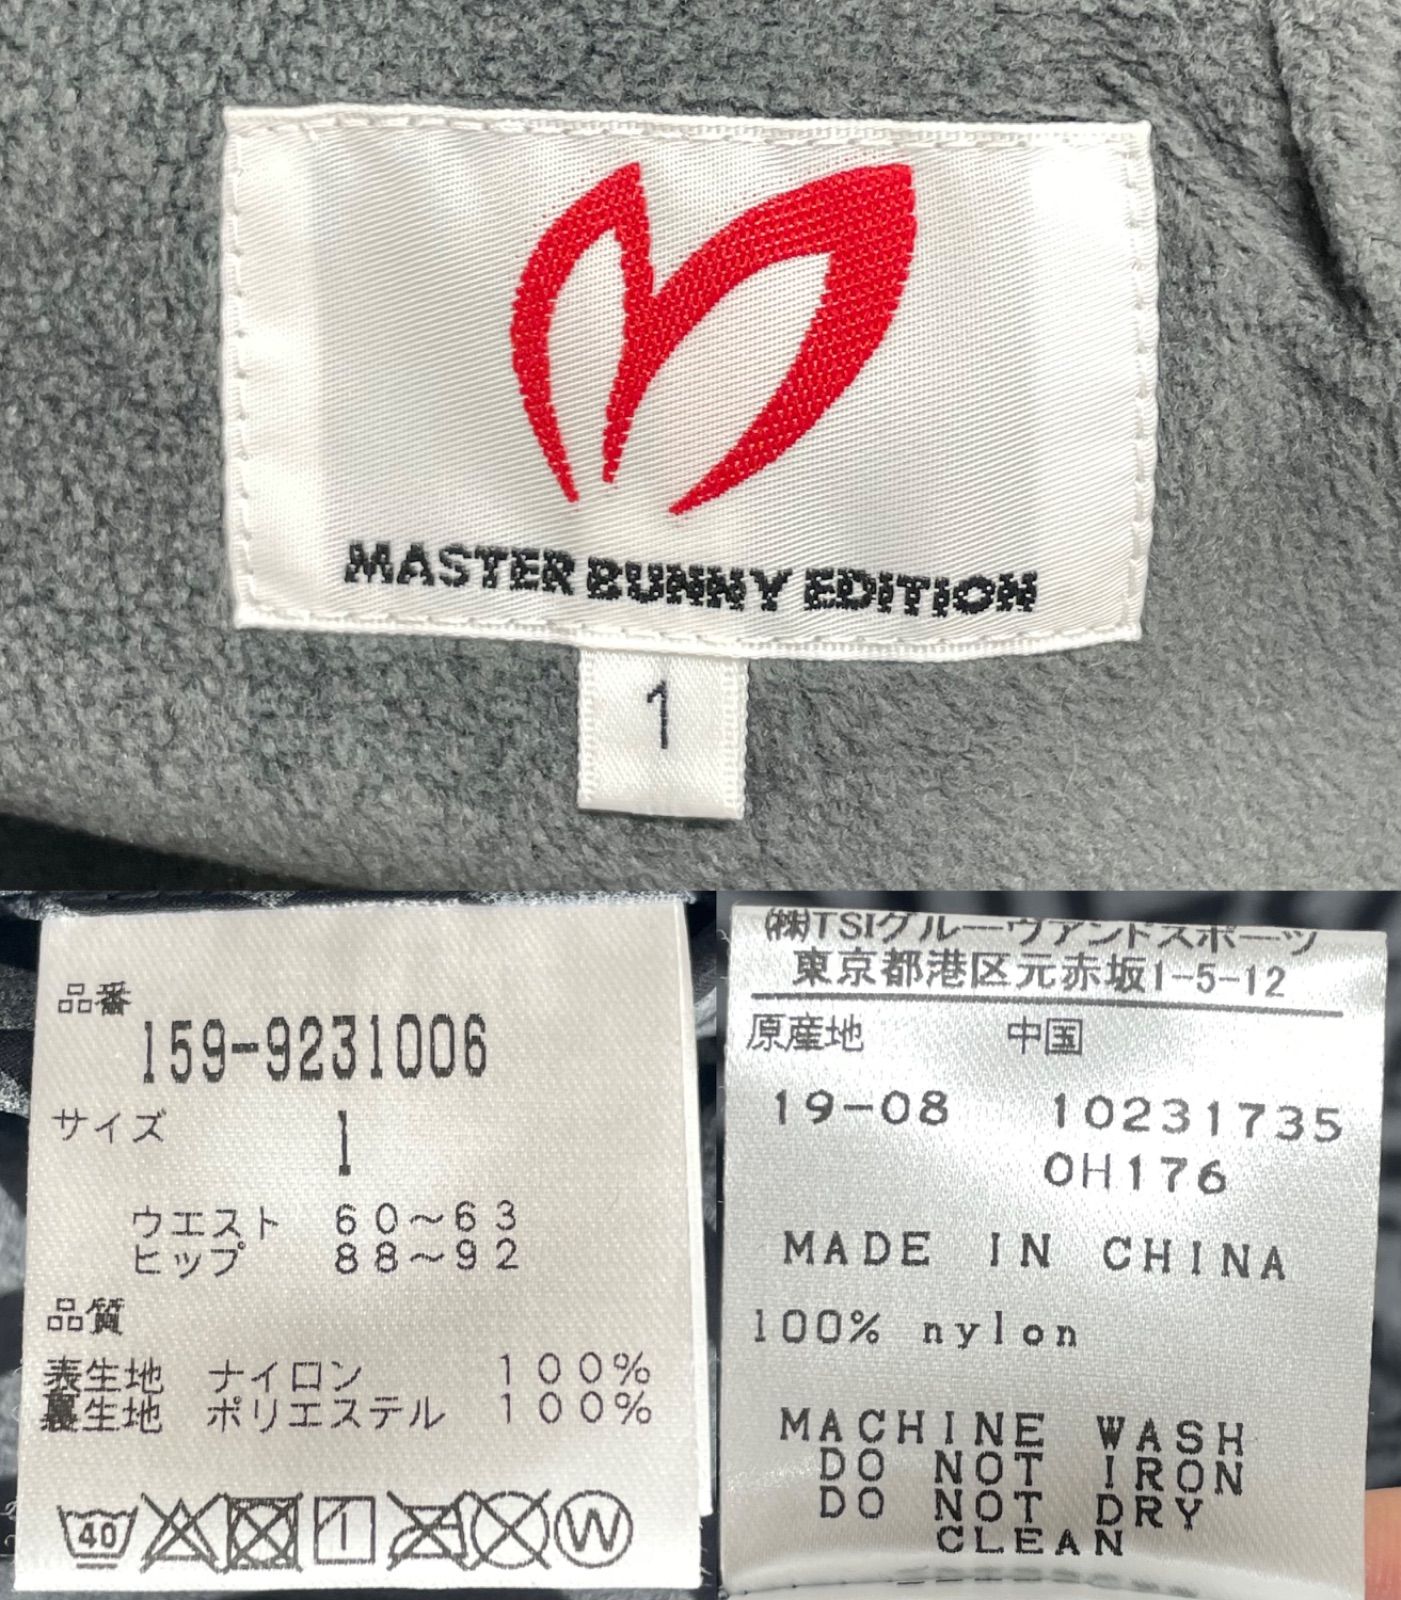 MASTER BUNNY EDITION
1
品番
159-9231006
サイズ 1
ウエスト 60～63
ヒップ 88～92
品質
表生地 ナイロン 100%
裏生地 ポリエステル 100%
40
1
W
㈱TSIグルーヴアンドスポーツ
東京都港区元赤坂1-5-12
原産地 中国
19-08 10231735
0H176
MADE IN CHINA
100% nylon
MACHINE WASH
DO NOT IRON
DO NOT DRY
CLEAN